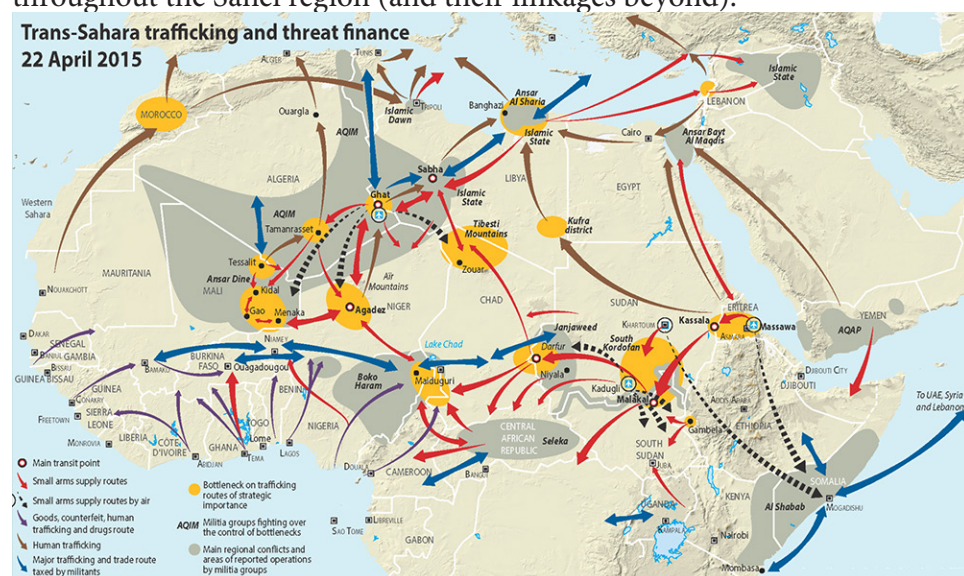 throughout the Sahel region (and their linkages beyond).
Trans-Sahara trafficking and threat finance
22 April 2015
ALGIER
TUNIS
TRIPOLI
Islamic
Dawn
MOROCCO
Ouargla
AQIM
Banghazi
Ansar
Al Sharia
Islamic
State
LEBANON
Islamic
State
Cairo
Ansar Bayt
Al Maqdis
Western
Sahara
ALGERIA
Sabha
Ghat
Islamic
State
LIBYA
EGYPT
AQIM
Tamanrasset
Tibesti
Mountains
Zouar
Kufra
district
MAURITANIA
Tessalit
Ansar Dine
MALI
Kidal
Gao
Menaka
Aïr
Mountains
Agadez
NIGER
CHAD
SUDAN
ERITREA
NOUAKCHOTT
KHARTOUM
Kassala
ASMARA
Massawa
YEMEN
AQAP
DAKAR
SENEGAL
BANJUL
GAMBIA
BISSAU
GUINEA BISSAU
BAMAKO
NIAMEY
BURKINA
FASO
Ouagadougou
Lake Chad
Boko
Haram
Maiduguri
Janjaweed
Darfur
Niyala
South
Kordofan
Kadugli
Malakal
DJIBOUTI
DJIBOUTI CITY
To UAE, Syria
and Lebanon
GUINEA
CONAKRY
FREETOWN
SIERRA
LEONE
MONROVIA
LIBERIA
CÔTE
D'IVOIRE
ABIDJAN
GHANA
TOGO
Lome
TEMA
BENIN
LAGOS
NIGERIA
DOUALA
CAMEROON
CENTRAL
AFRICAN
REPUBLIC
Seleka
BANGUI
SOUTH
SUDAN
JUBA
Gambela
ADDIS ABABA
ETHIOPIA
SOMALIA
MOGADISHU
SAO TOME
LIBREVILLE
GABON
UGANDA
KAMPALA
KENYA
Nairobi
Al Shabab
Mombasa
Main transit point
Small arms supply routes
Small arms supply routes by air
Goods, counterfeit, human
trafficking and drugs route
Human trafficking
Major trafficking and trade route
taxed by militants
Bottleneck on trafficking
routes of strategic
importance
AQIM Militia groups fighting over
the control of bottlenecks
Main regional conflicts and
areas of reported operations
by militia groups